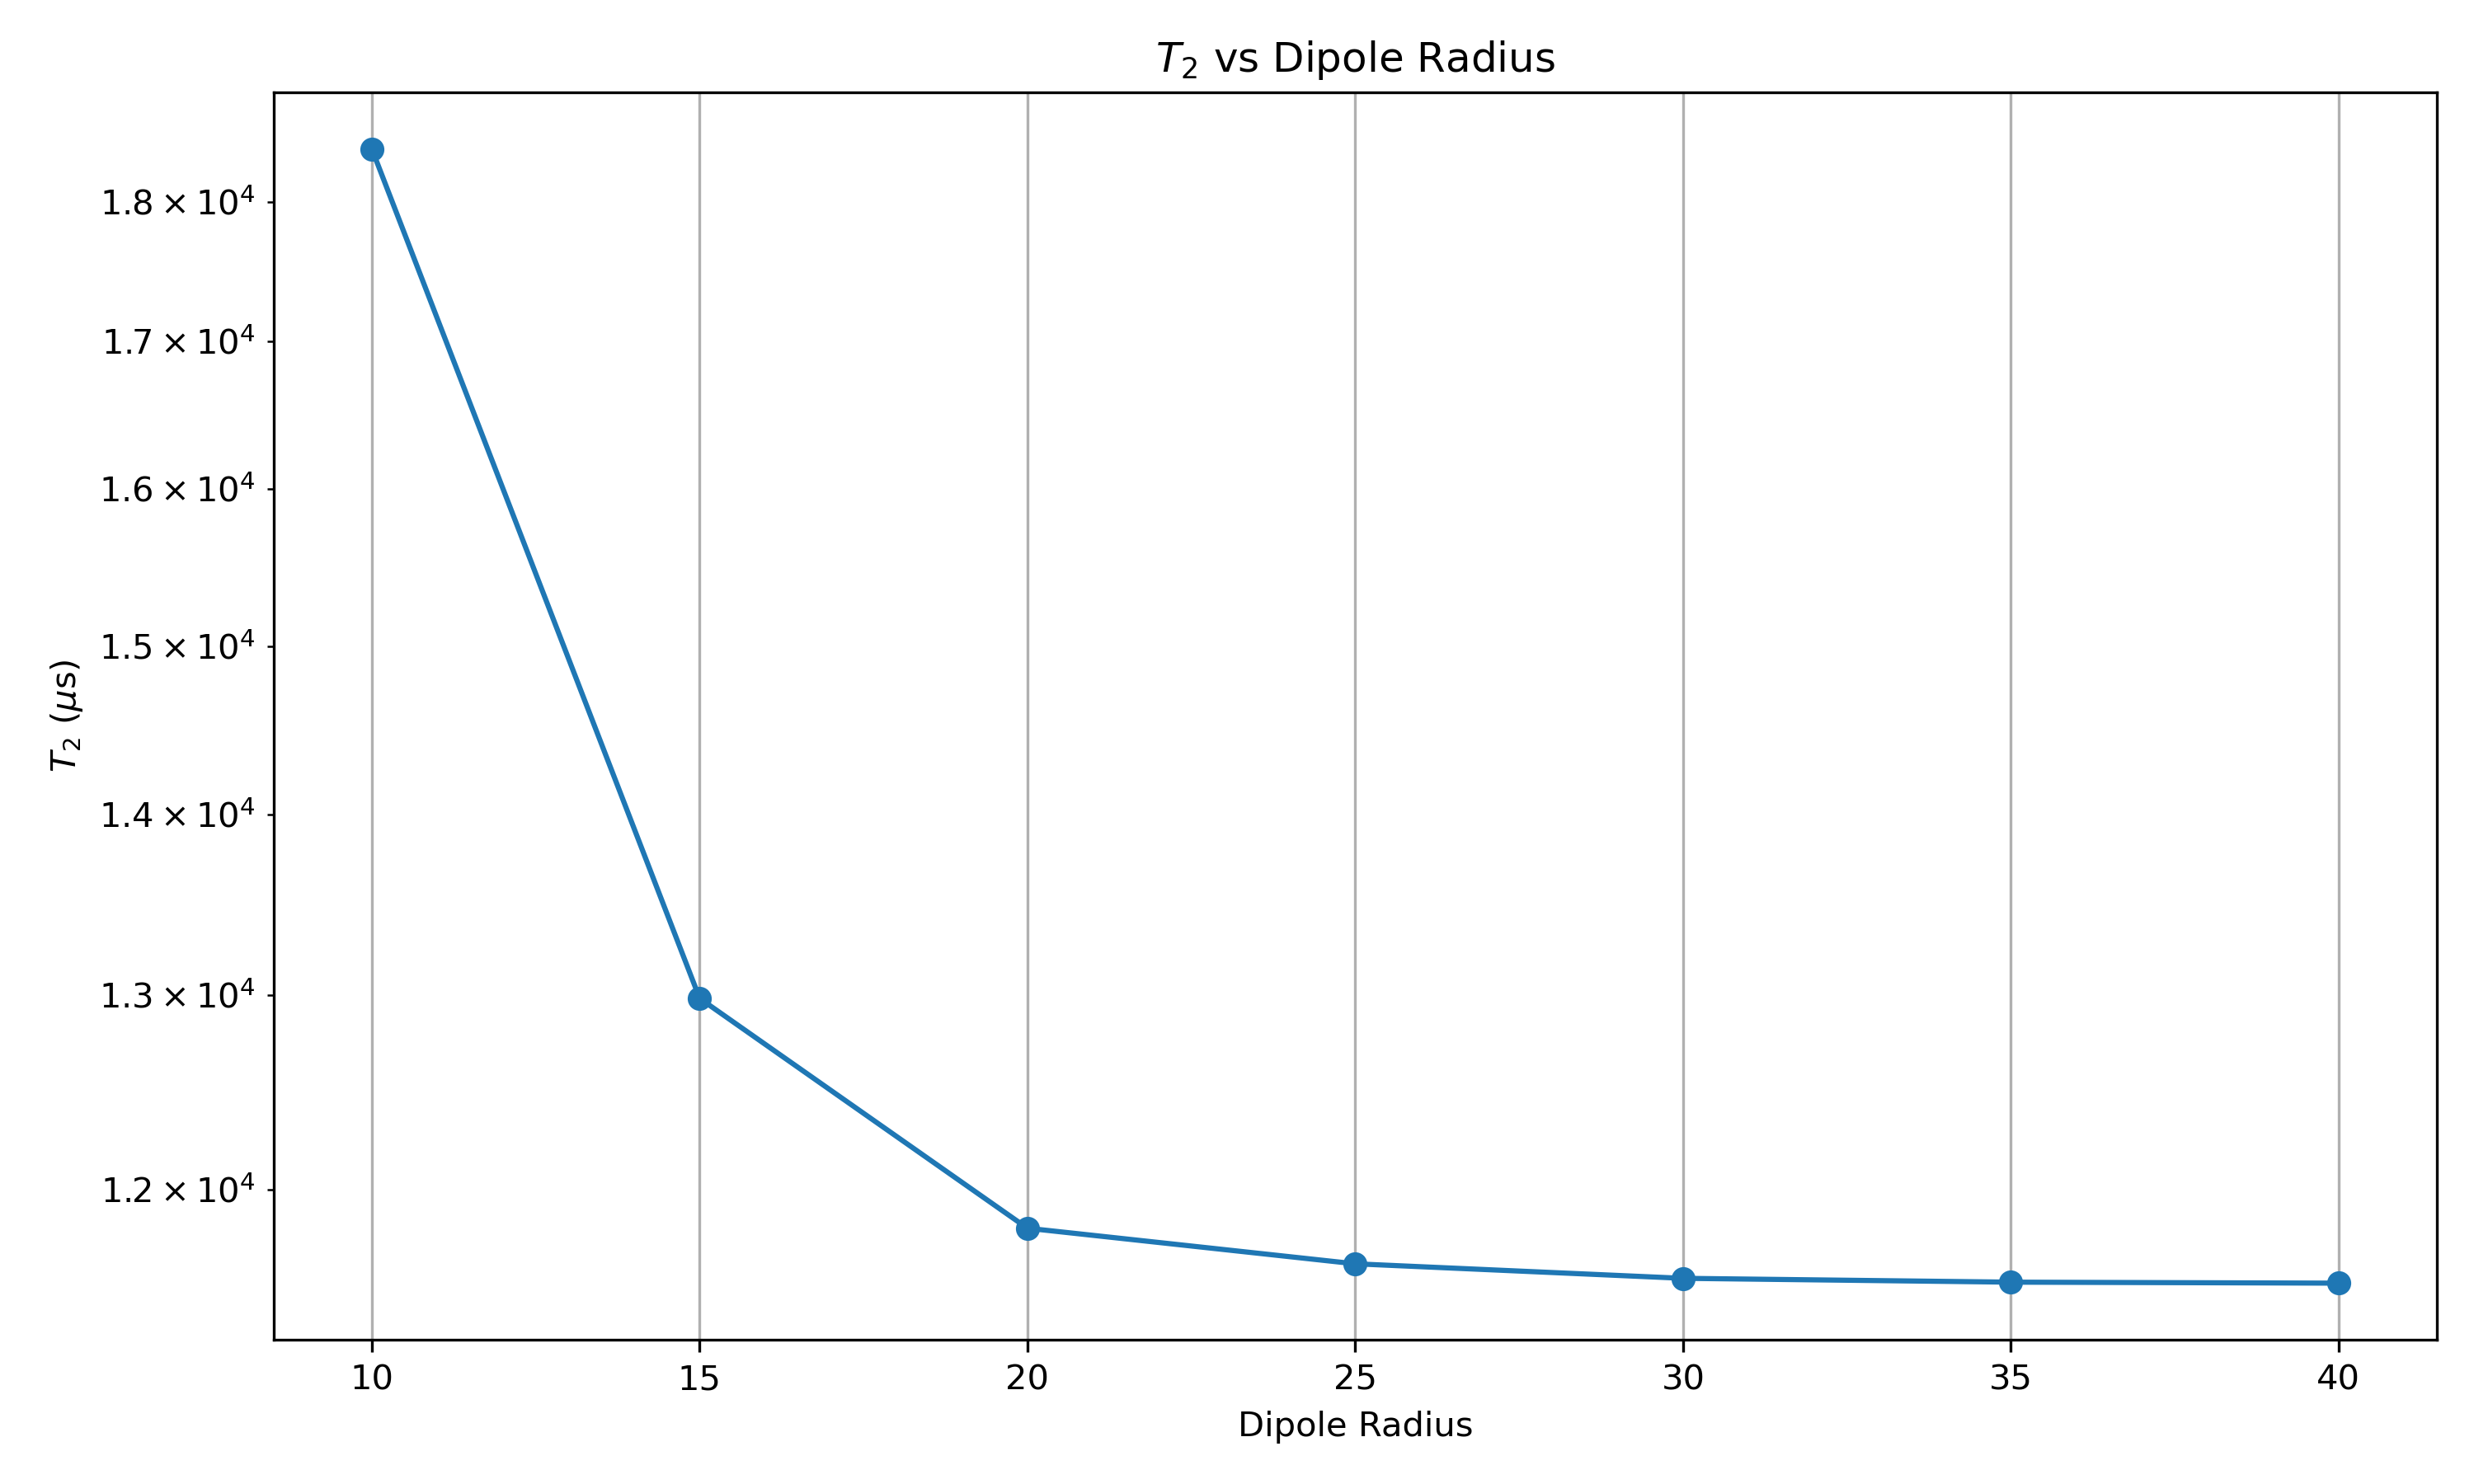 T₂ vs Dipole Radius
1.8 × 10⁴
1.7 × 10⁴
1.6 × 10⁴
1.5 × 10⁴
1.4 × 10⁴
1.3 × 10⁴
1.2 × 10⁴
T₂ (μs)
10 15 20 25 30 35 40
Dipole Radius